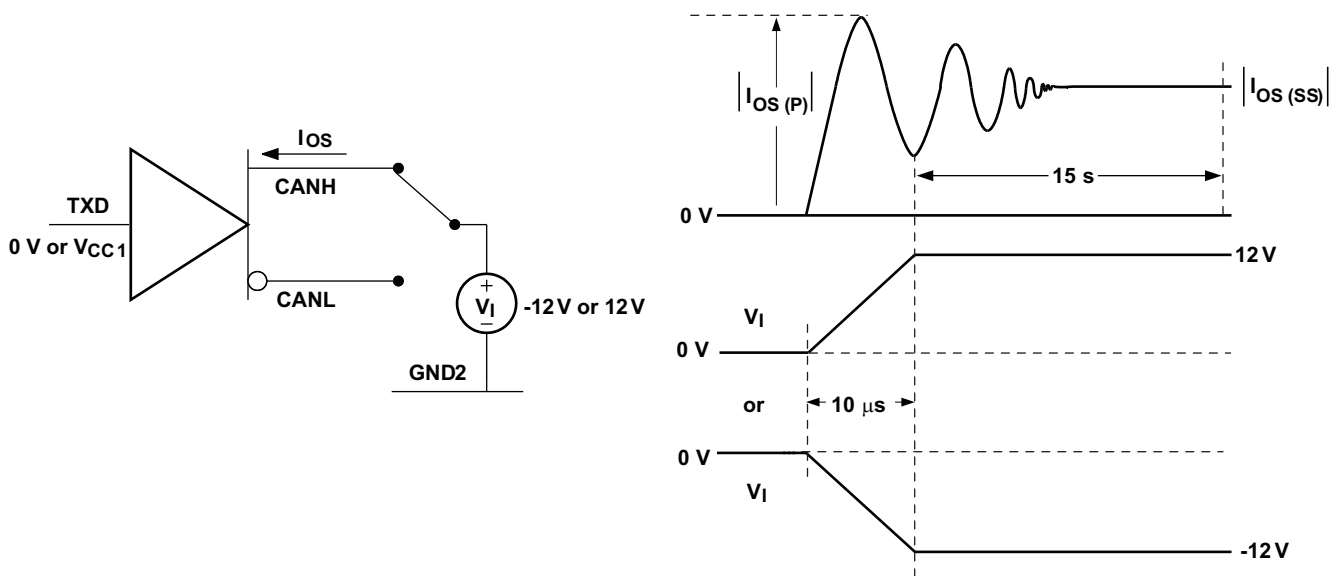 |IOS (P)|
|IOS (SS)|
15 s
0 V
IOS
CANH
TXD
0 V or VCC1
CANL
+
VI
−
-12 V or 12 V
GND2
12 V
VI
0 V
or
10 μs
0 V
VI
-12 V